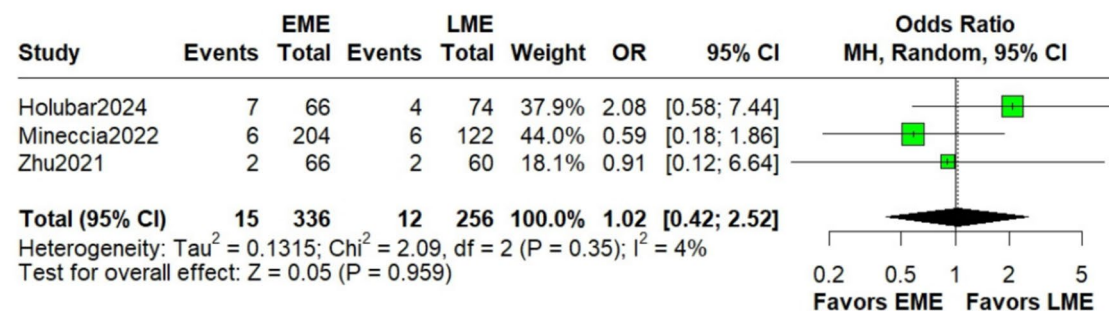 EME LME Odds Ratio
Study Events Total Events Total Weight OR 95% CI MH, Random, 95% CI
Holubar2024 7 66 4 74 37.9% 2.08 [0.58; 7.44]
Mineccia2022 6 204 6 122 44.0% 0.59 [0.18; 1.86]
Zhu2021 2 66 2 60 18.1% 0.91 [0.12; 6.64]
Total (95% CI) 15 336 12 256 100.0% 1.02 [0.42; 2.52]
Heterogeneity: Tau² = 0.1315; Chi² = 2.09, df = 2 (P = 0.35); I² = 4%
Test for overall effect: Z = 0.05 (P = 0.959)
0.2 0.5 1 2 5
Favors EME Favors LME